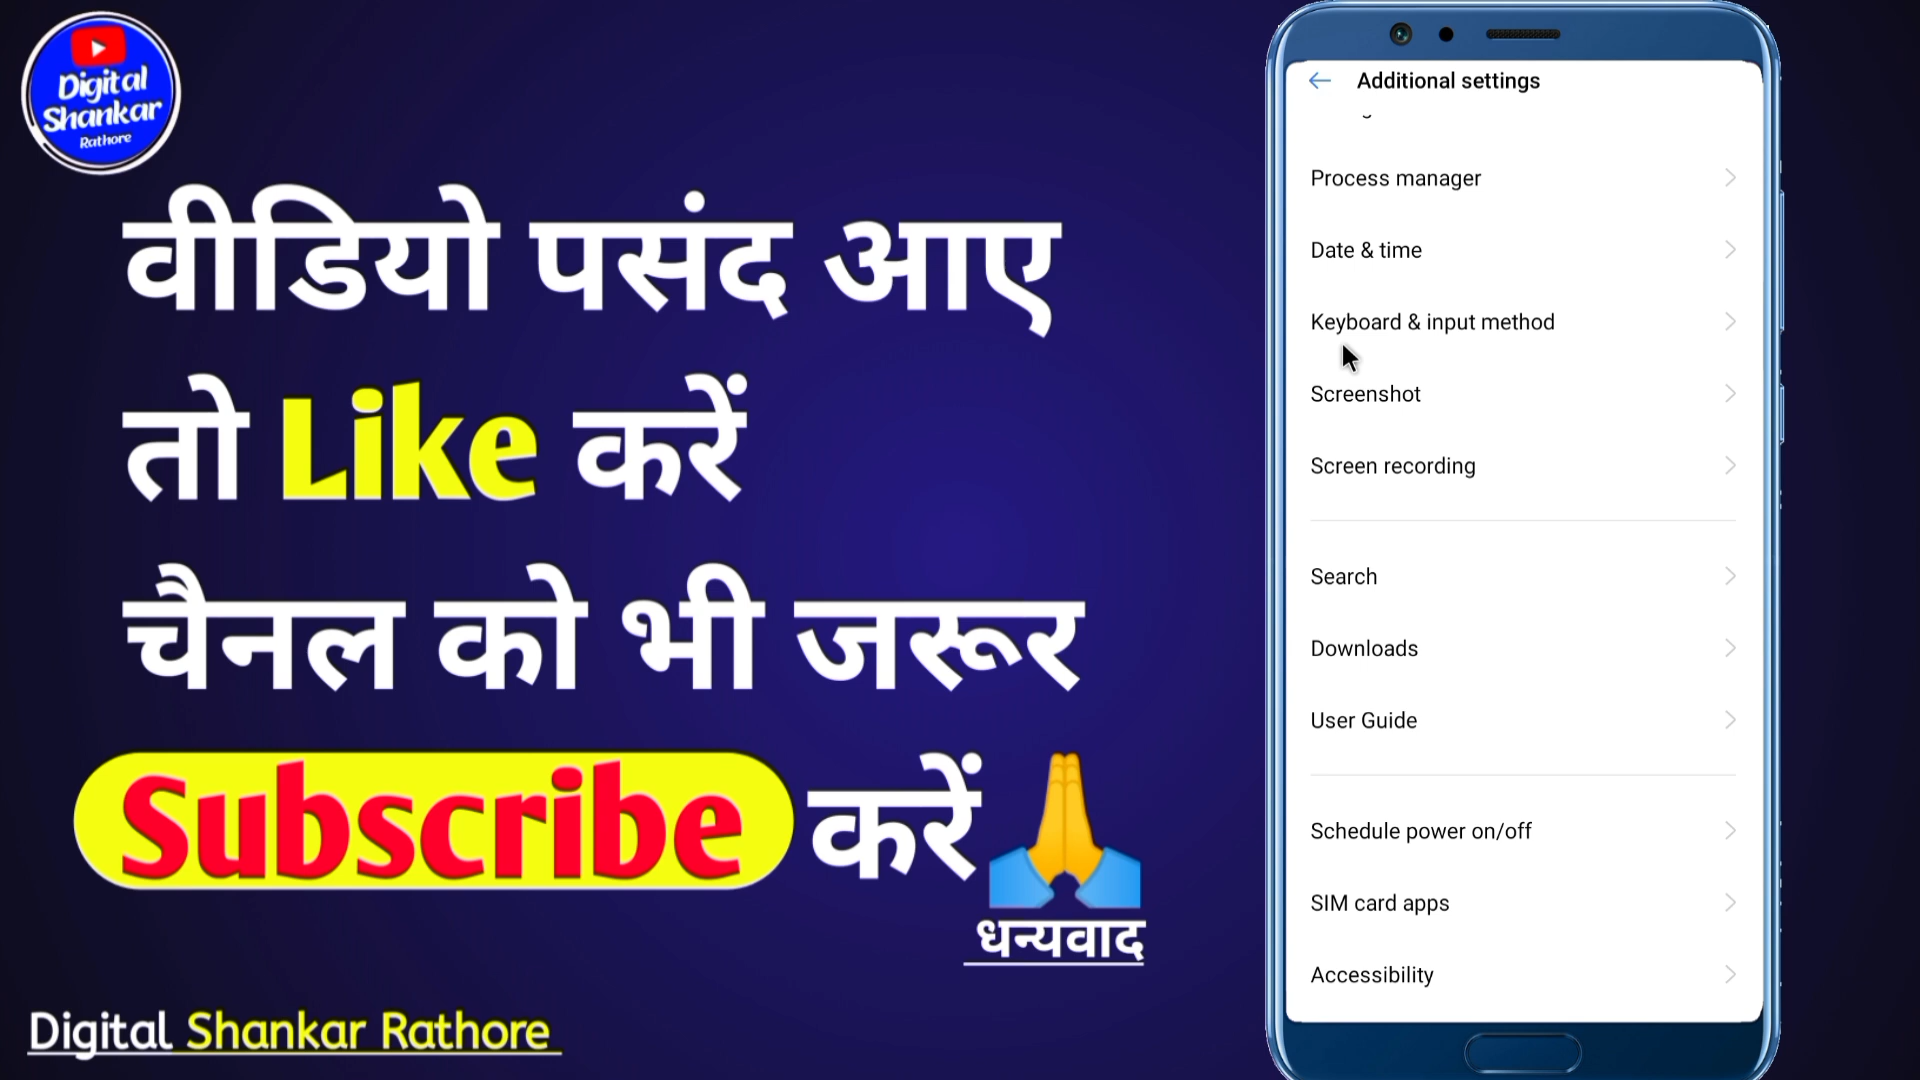 Digital
Shankar
Rathore
वीडियो पसंद आए
तो Like करें
चैनल को भी जरूर
Subscribe करें
धन्यवाद
Digital Shankar Rathore
Additional settings
Process manager
Date & time
Keyboard & input method
Screenshot
Screen recording
Search
Downloads
User Guide
Schedule power on/off
SIM card apps
Accessibility